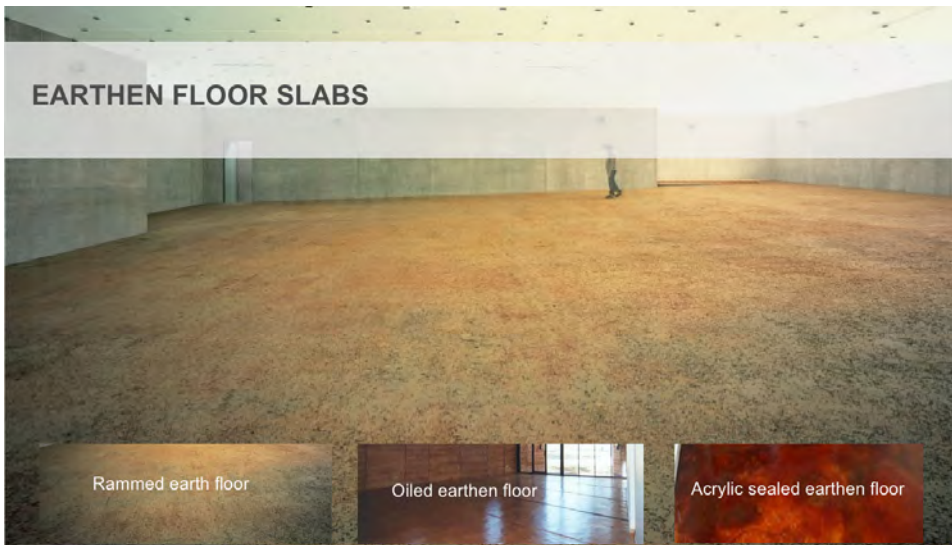 EARTHEN FLOOR SLABS
Rammed earth floor
Oiled earthen floor
Acrylic sealed earthen floor